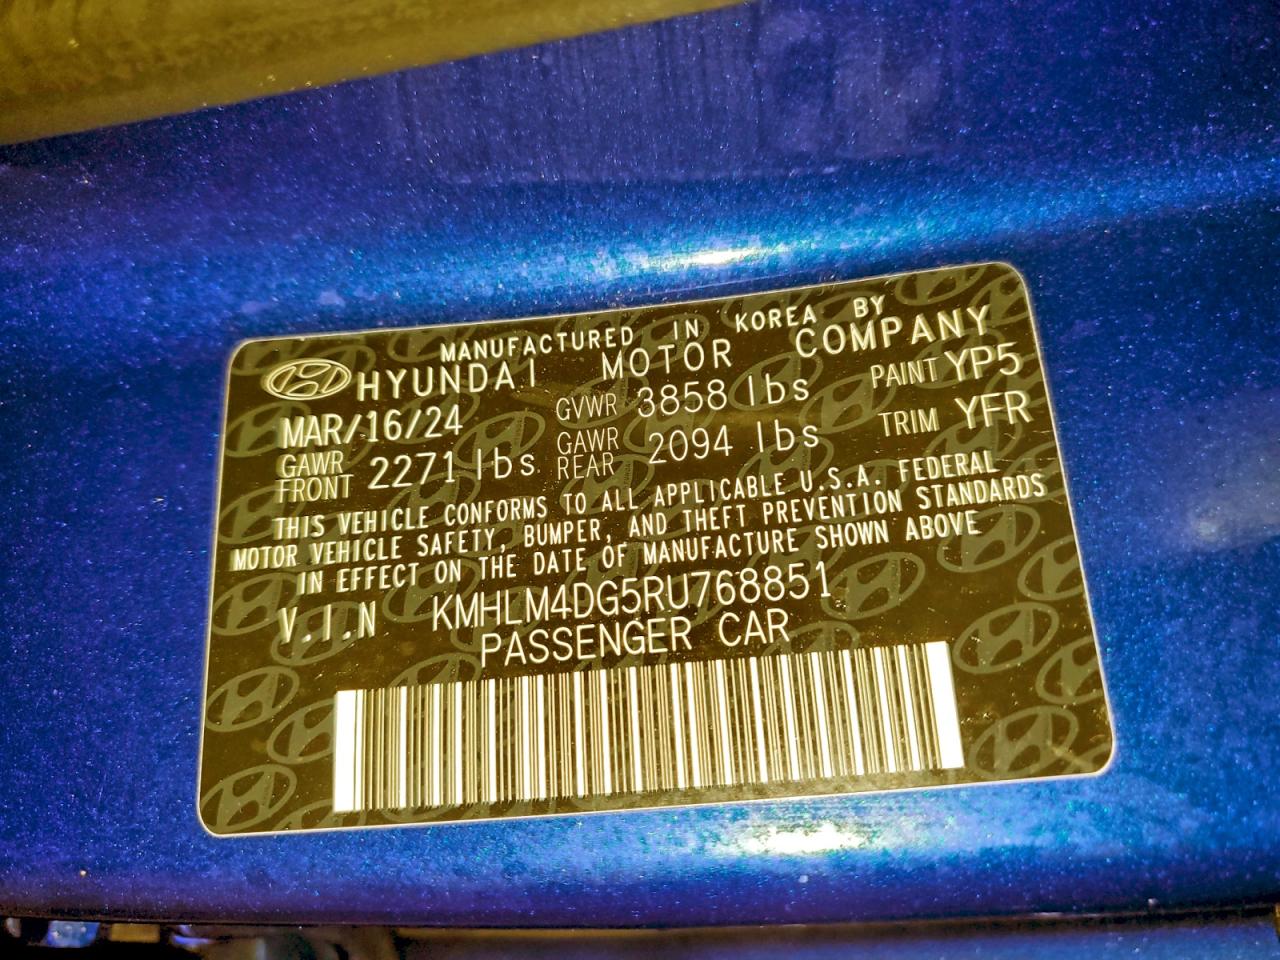 MANUFACTURED IN KOREA BY
HYUNDAI MOTOR COMPANY
MAR/16/24 GVWR 3858 lbs PAINT YP5
GAWR FRONT 2271 lbs GAWR REAR 2094 lbs TRIM YFR
THIS VEHICLE CONFORMS TO ALL APPLICABLE U.S.A. FEDERAL
MOTOR VEHICLE SAFETY, BUMPER, AND THEFT PREVENTION STANDARDS
IN EFFECT ON THE DATE OF MANUFACTURE SHOWN ABOVE
V.I.N KMHLM4DG5RU768851
PASSENGER CAR